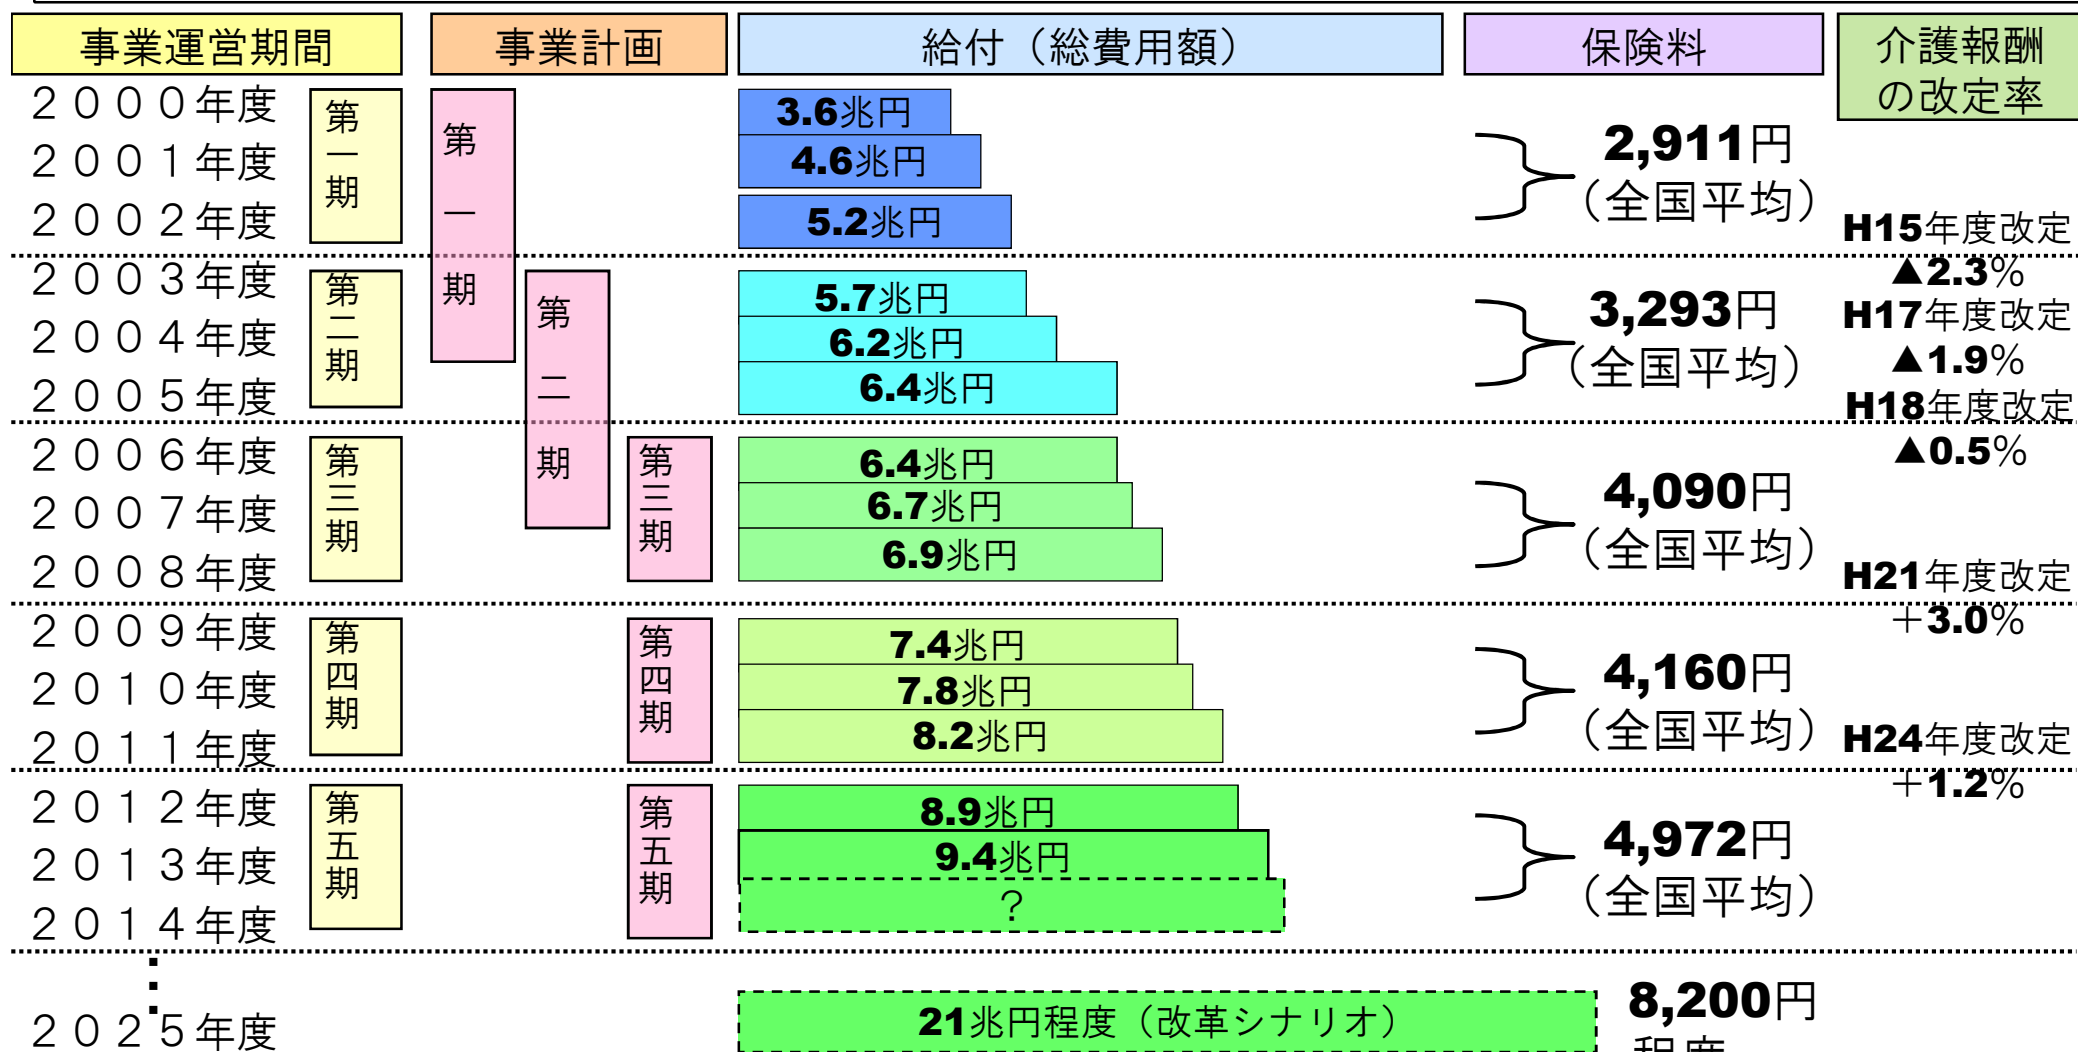 事業運営期間
事業計画
給付（総費用額）
保険料
介護報酬
の改定率
２０００年度
２００１年度
２００２年度
第一期
第一期
3.6兆円
4.6兆円
5.2兆円
2,911円
（全国平均）
H15年度改定
▲2.3％
２００３年度
２００４年度
２００５年度
第二期
第二期
5.7兆円
6.2兆円
6.4兆円
3,293円
（全国平均）
H17年度改定
▲1.9％
H18年度改定
▲0.5％
２００６年度
２００７年度
２００８年度
第三期
第三期
6.4兆円
6.7兆円
6.9兆円
4,090円
（全国平均）
H21年度改定
＋3.0％
２００９年度
２０１０年度
２０１１年度
第四期
第四期
7.4兆円
7.8兆円
8.2兆円
4,160円
（全国平均）
H24年度改定
＋1.2％
２０１２年度
２０１３年度
２０１４年度
第五期
第五期
8.9兆円
9.4兆円
？
4,972円
（全国平均）
２０２５年度
21兆円程度（改革シナリオ）
8,200円
程度